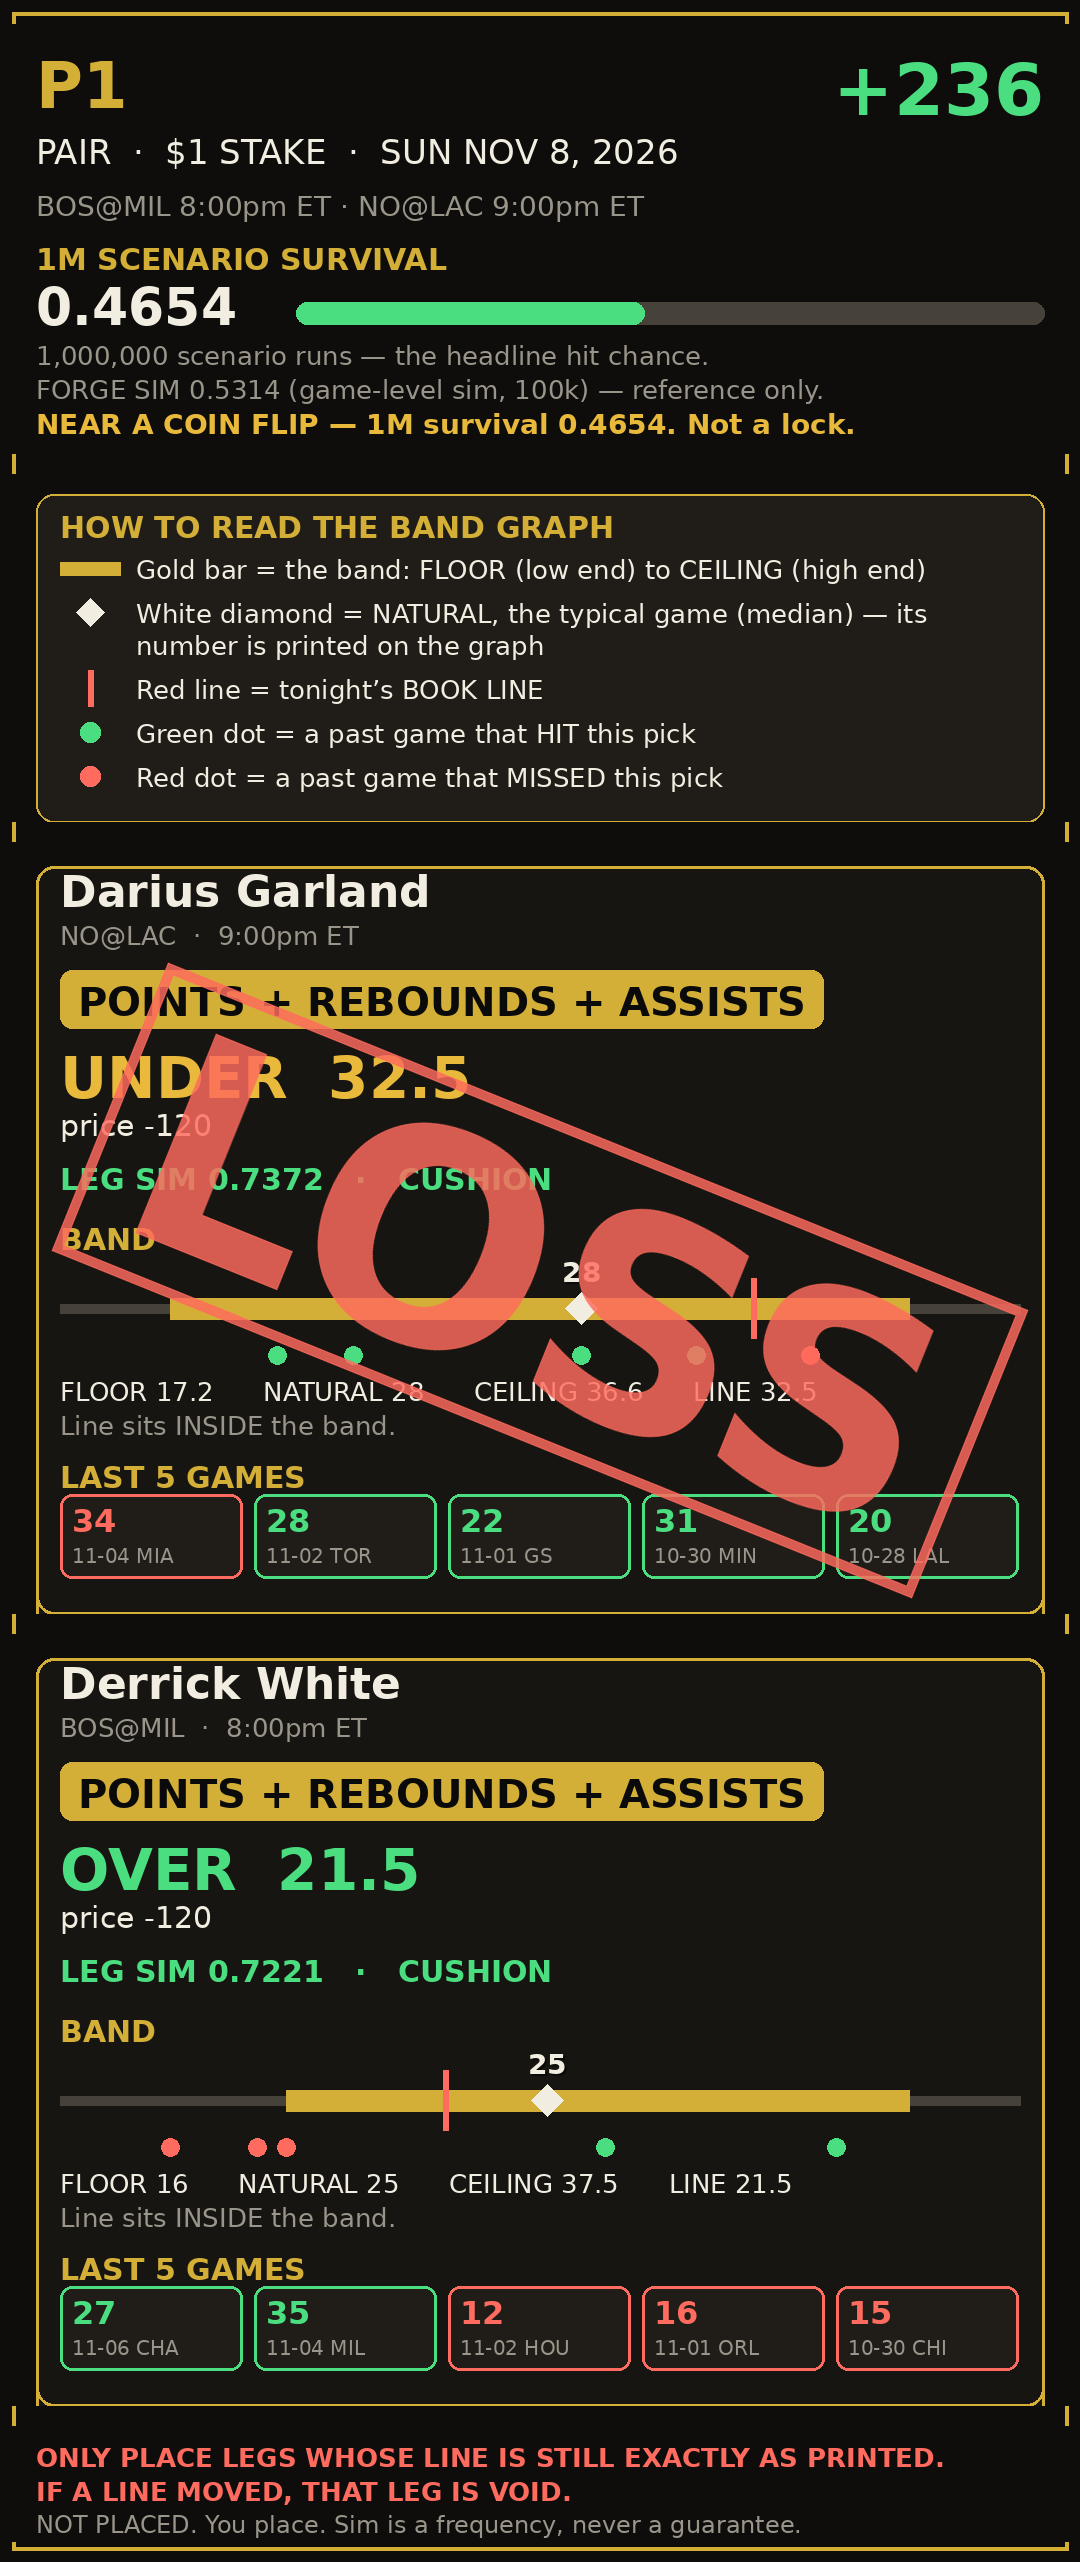 P1
+236
PAIR · $1 STAKE · SUN NOV 8, 2026
BOS@MIL 8:00pm ET · NO@LAC 9:00pm ET
1M SCENARIO SURVIVAL
0.4654
1,000,000 scenario runs — the headline hit chance.
FORGE SIM 0.5314 (game-level sim, 100k) — reference only.
NEAR A COIN FLIP — 1M survival 0.4654. Not a lock.
HOW TO READ THE BAND GRAPH
Gold bar = the band: FLOOR (low end) to CEILING (high end)
White diamond = NATURAL, the typical game (median) — its
number is printed on the graph
Red line = tonight’s BOOK LINE
Green dot = a past game that HIT this pick
Red dot = a past game that MISSED this pick
Darius Garland
NO@LAC · 9:00pm ET
POINTS + REBOUNDS + ASSISTS
UNDER 32.5
price -120
LEG SIM 0.7372 · CUSHION
BAND
28
FLOOR 17.2 NATURAL 28 CEILING 36.6 LINE 32.5
Line sits INSIDE the band.
LAST 5 GAMES
34 28 22 31 20
11-04 MIA 11-02 TOR 11-01 GS 10-30 MIN 10-28 LAL
LOSS
Derrick White
BOS@MIL · 8:00pm ET
POINTS + REBOUNDS + ASSISTS
OVER 21.5
price -120
LEG SIM 0.7221 · CUSHION
BAND
25
FLOOR 16 NATURAL 25 CEILING 37.5 LINE 21.5
Line sits INSIDE the band.
LAST 5 GAMES
27 35 12 16 15
11-06 CHA 11-04 MIL 11-02 HOU 11-01 ORL 10-30 CHI
ONLY PLACE LEGS WHOSE LINE IS STILL EXACTLY AS PRINTED.
IF A LINE MOVED, THAT LEG IS VOID.
NOT PLACED. You place. Sim is a frequency, never a guarantee.